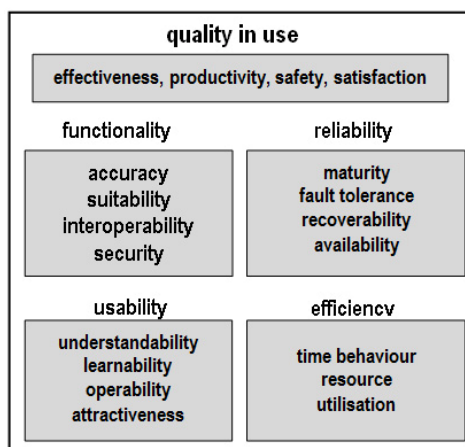 quality in use
effectiveness, productivity, safety, satisfaction
functionality
reliability
accuracy
suitability
interoperability
security
maturity
fault tolerance
recoverability
availability
usability
efficiency
understandability
learnability
operability
attractiveness
time behaviour
resource
utilisation